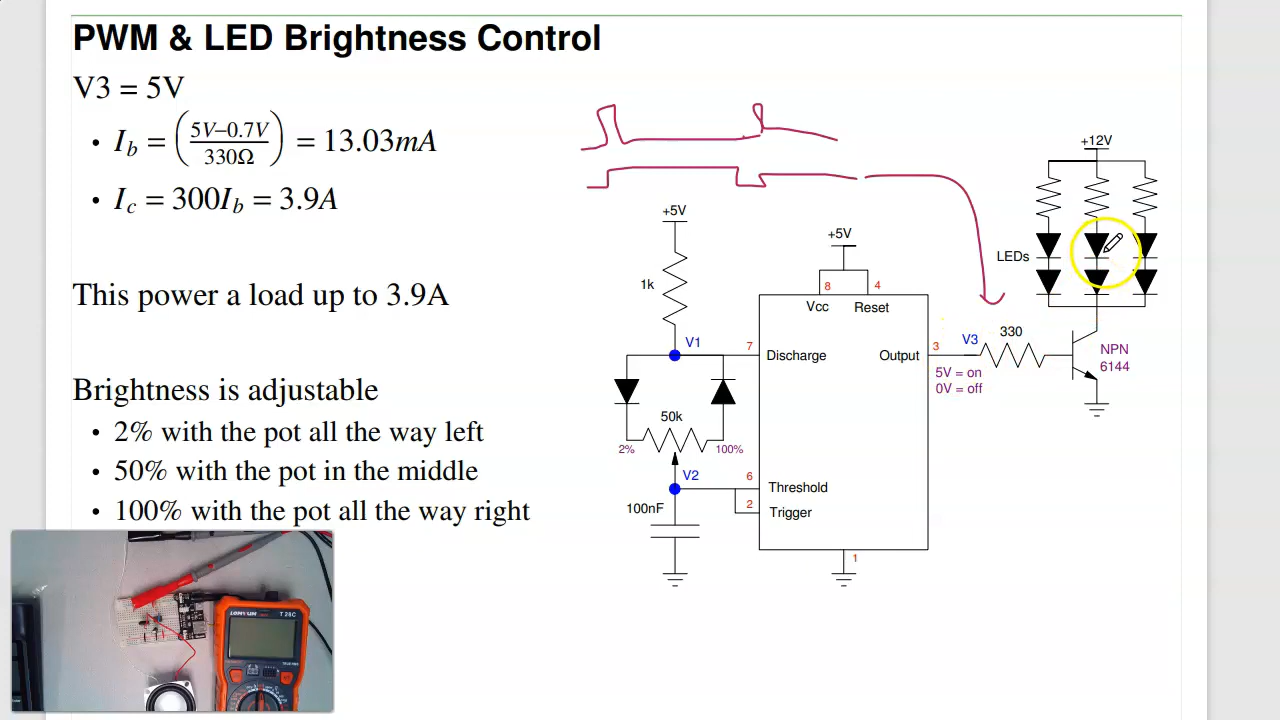 PWM & LED Brightness Control
V3 = 5V
• I_b = (5V–0.7V / 330Ω) = 13.03mA
• I_c = 300I_b = 3.9A
This power a load up to 3.9A
Brightness is adjustable
• 2% with the pot all the way left
• 50% with the pot in the middle
• 100% with the pot all the way right
+12V
LEDs
+5V
+5V
1k
8
4
Vcc
Reset
330
V1
7
Discharge
Output
3
V3
NPN
6144
5V = on
0V = off
50k
2%
100%
V2
6
Threshold
100nF
2
Trigger
1
T28C